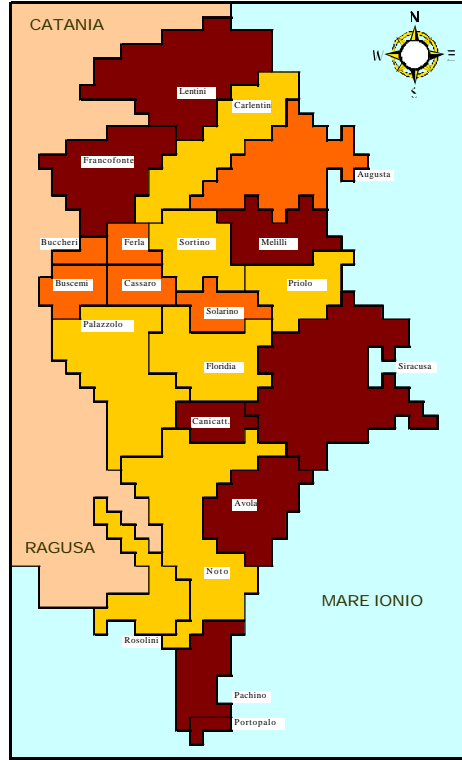 CATANIA
N
W
E
S
Lentini
Carlentin
Francofonte
Augusta
Buccheri
Ferla
Sortino
Melilli
Buscemi
Cassaro
Priolo
Solarino
Palazzolo
Floridia
Siracusa
Canicatt.
Avola
RAGUSA
Noto
MARE IONIO
Rosolini
Pachino
Portopalo